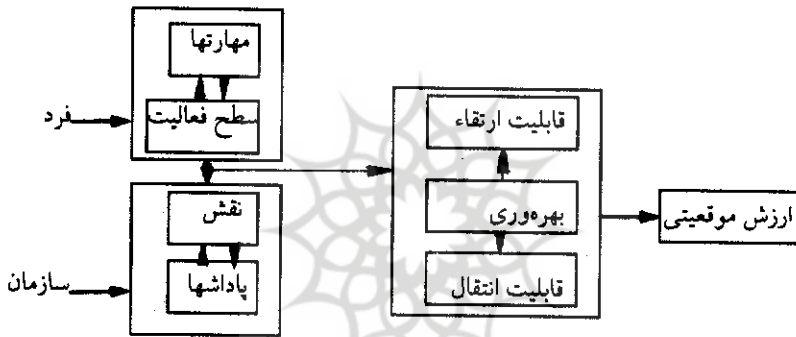 مهارتها
سطح فعالیت
فرد
نقش
پاداشها
سازمان
قابلیت ارتقاء
بهره‌وری
قابلیت انتقال
ارزش موقعیتی